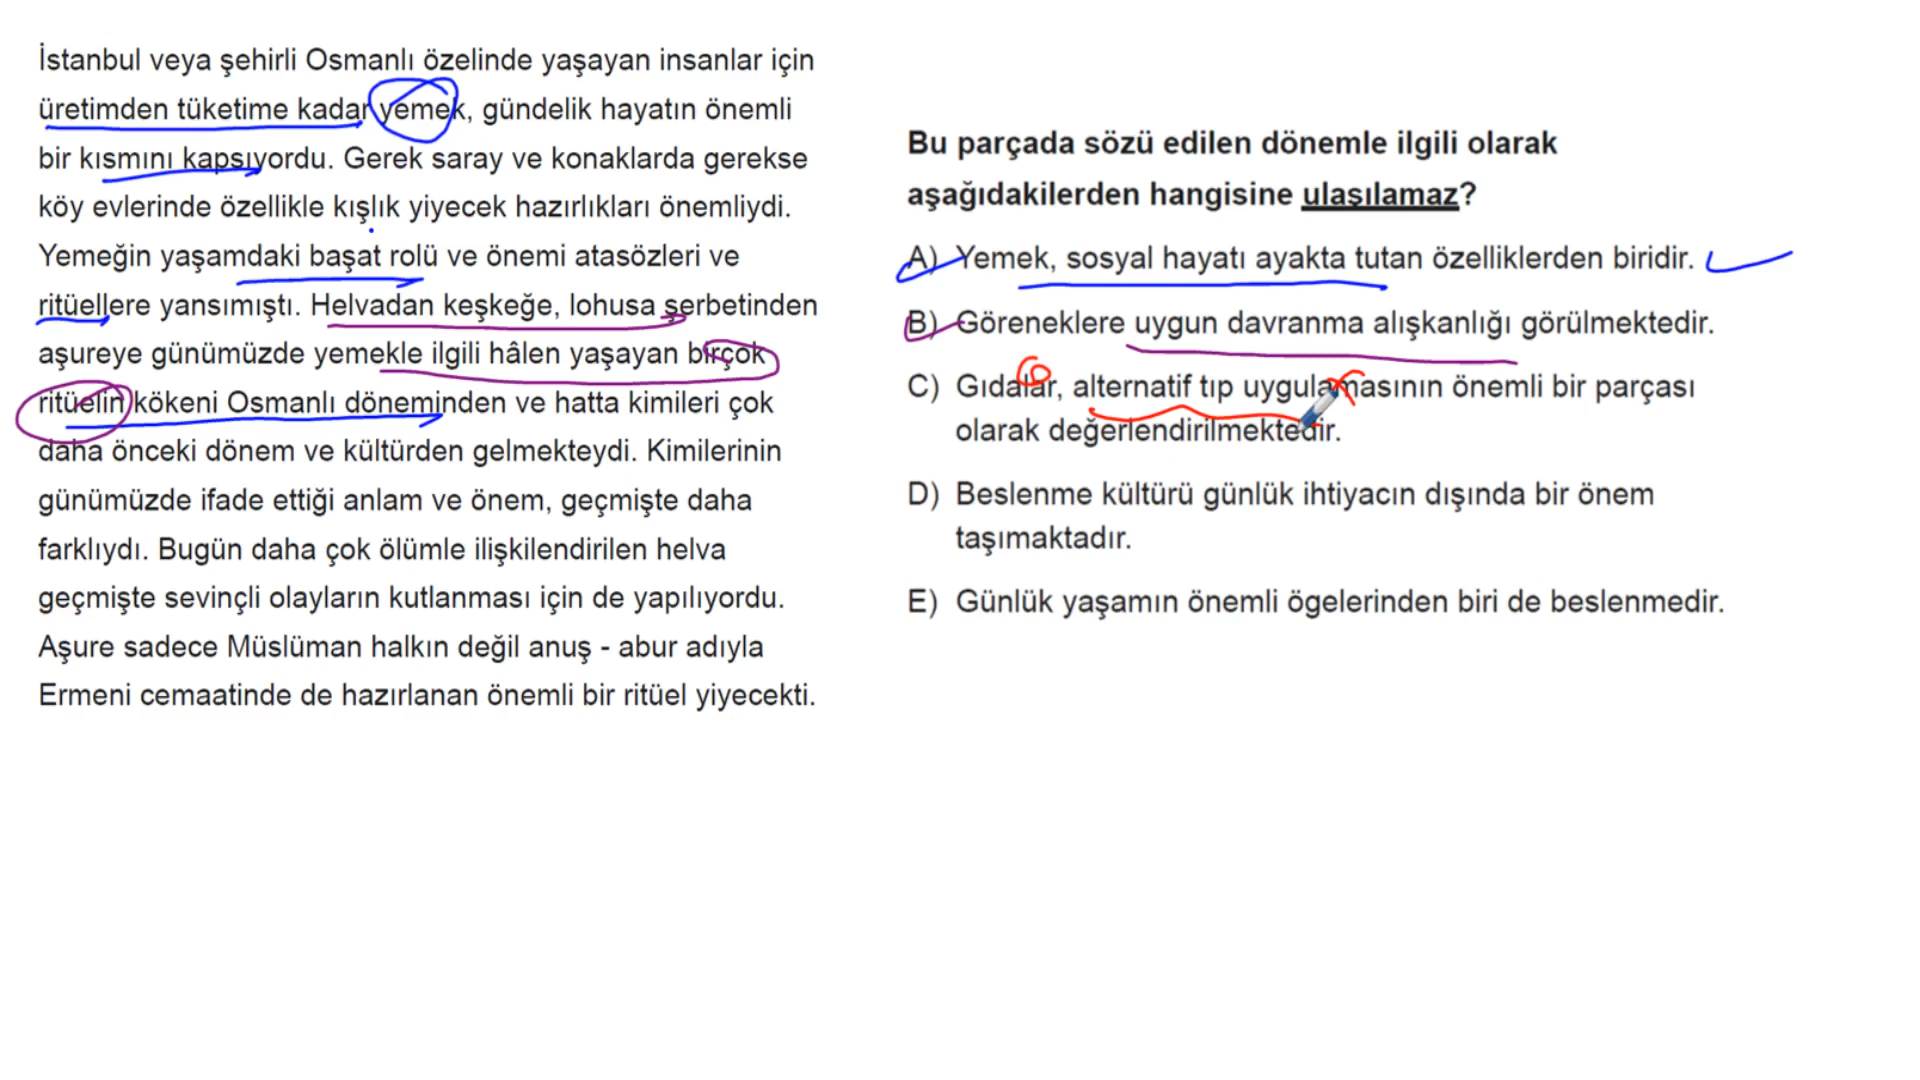 İstanbul veya şehirli Osmanlı özelinde yaşayan insanlar için
üretimden tüketime kadar yemek, gündelik hayatın önemli
bir kısmını kapsıyordu. Gerek saray ve konaklarda gerekse
köy evlerinde özellikle kışlık yiyecek hazırlıkları önemliydi.
Yemeğin yaşamdaki başat rolü ve önemi atasözleri ve
ritüellere yansımıştı. Helvadan keşkeğe, lohusa şerbetinden
aşureye günümüzde yemekle ilgili hâlen yaşayan birçok
ritüelin kökeni Osmanlı döneminden ve hatta kimileri çok
daha önceki dönem ve kültürden gelmekteydi. Kimilerinin
günümüzde ifade ettiği anlam ve önem, geçmişte daha
farklıydı. Bugün daha çok ölümle ilişkilendirilen helva
geçmişte sevinçli olayların kutlanması için de yapılıyordu.
Aşure sadece Müslüman halkın değil anuş - abur adıyla
Ermeni cemaatinde de hazırlanan önemli bir ritüel yiyecekti.
Bu parçada sözü edilen dönemle ilgili olarak
aşağıdakilerden hangisine ulaşılamaz?
A) Yemek, sosyal hayatı ayakta tutan özelliklerden biridir.
B) Göreneklere uygun davranma alışkanlığı görülmektedir.
C) Gıdalar, alternatif tıp uygulamasının önemli bir parçası
olarak değerlendirilmektedir.
D) Beslenme kültürü günlük ihtiyacın dışında bir önem
taşımaktadır.
E) Günlük yaşamın önemli ögelerinden biri de beslenmedir.